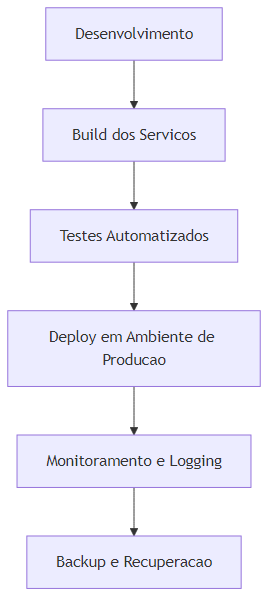 Desenvolvimento
Build dos Servicos
Testes Automatizados
Deploy em Ambiente de
Producao
Monitoramento e Logging
Backup e Recuperacao